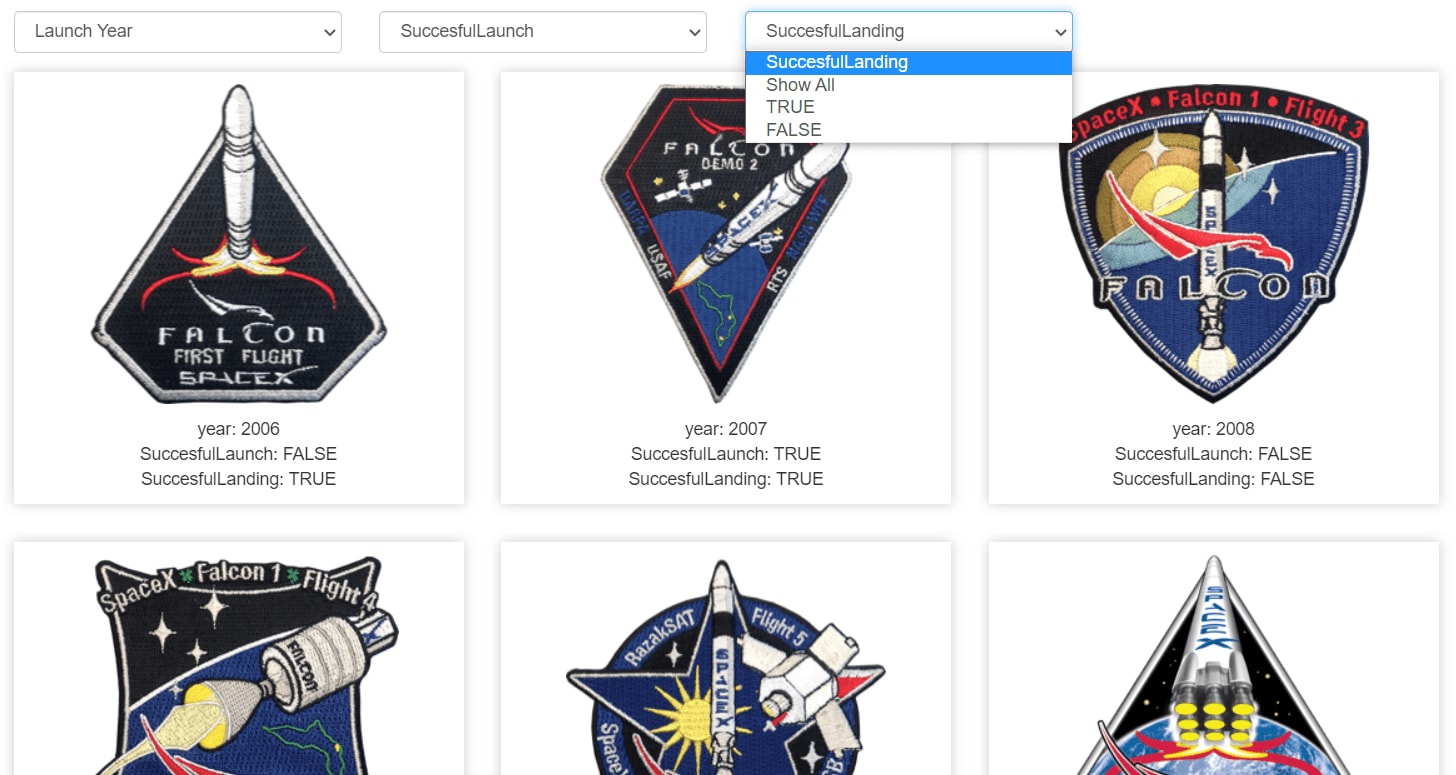 Launch Year
SuccesfulLaunch
SuccesfulLanding
SuccesfulLanding
Show All
TRUE
FALSE
FALCON
FIRST FLIGHT
SPACEX
year: 2006
SuccesfulLaunch: FALSE
SuccesfulLanding: TRUE
FALCON
DEMO 2
SPACEX
DARPA USAF
RTS
year: 2007
SuccesfulLaunch: TRUE
SuccesfulLanding: TRUE
SpaceX • Falcon 1 • Flight 3
SPACEX
FALCON
year: 2008
SuccesfulLaunch: FALSE
SuccesfulLanding: FALSE
SpaceX Falcon 1 Flight 4
FALCON
X
RazakSAT Flight 5
SPACEX
SPACEX